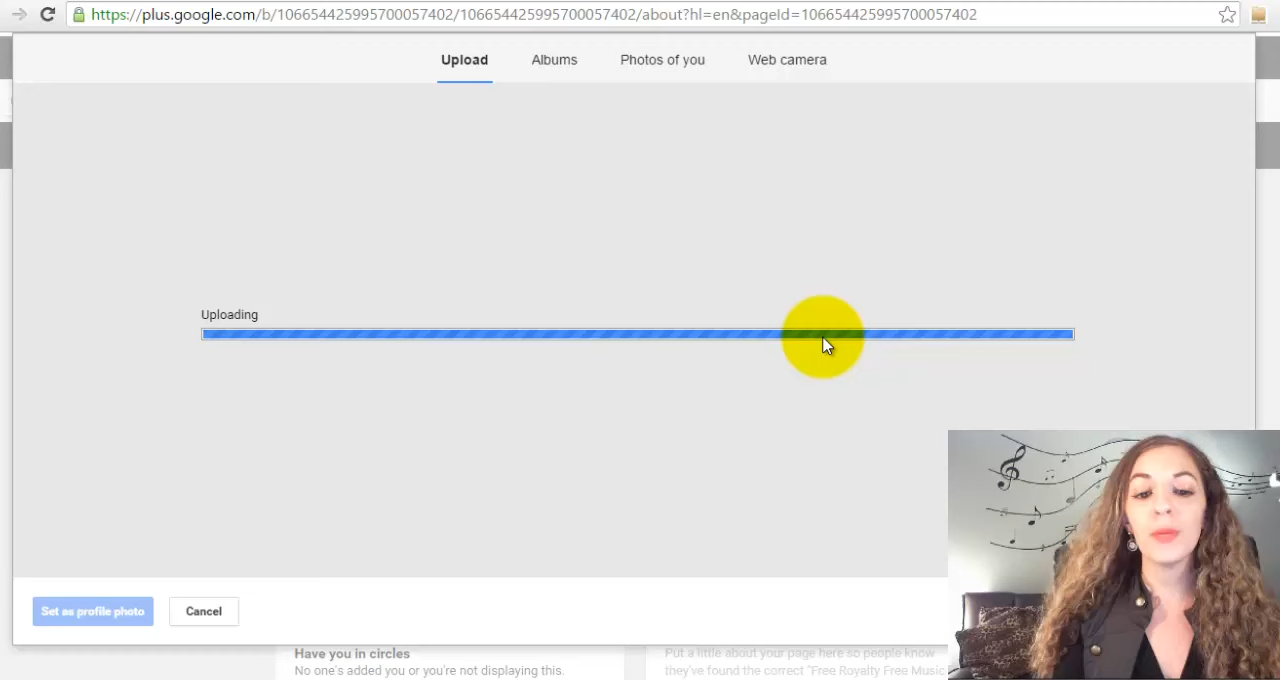 https://plus.google.com/b/106654425995700057402/106654425995700057402/about?hl=en&pageId=106654425995700057402
Upload Albums Photos of you Web camera
Uploading
Set as profile photo Cancel
Have you in circles
No one's added you or you're not displaying this.
Put a little about your page here so people know
they've found the correct "Free Royalty Free Music